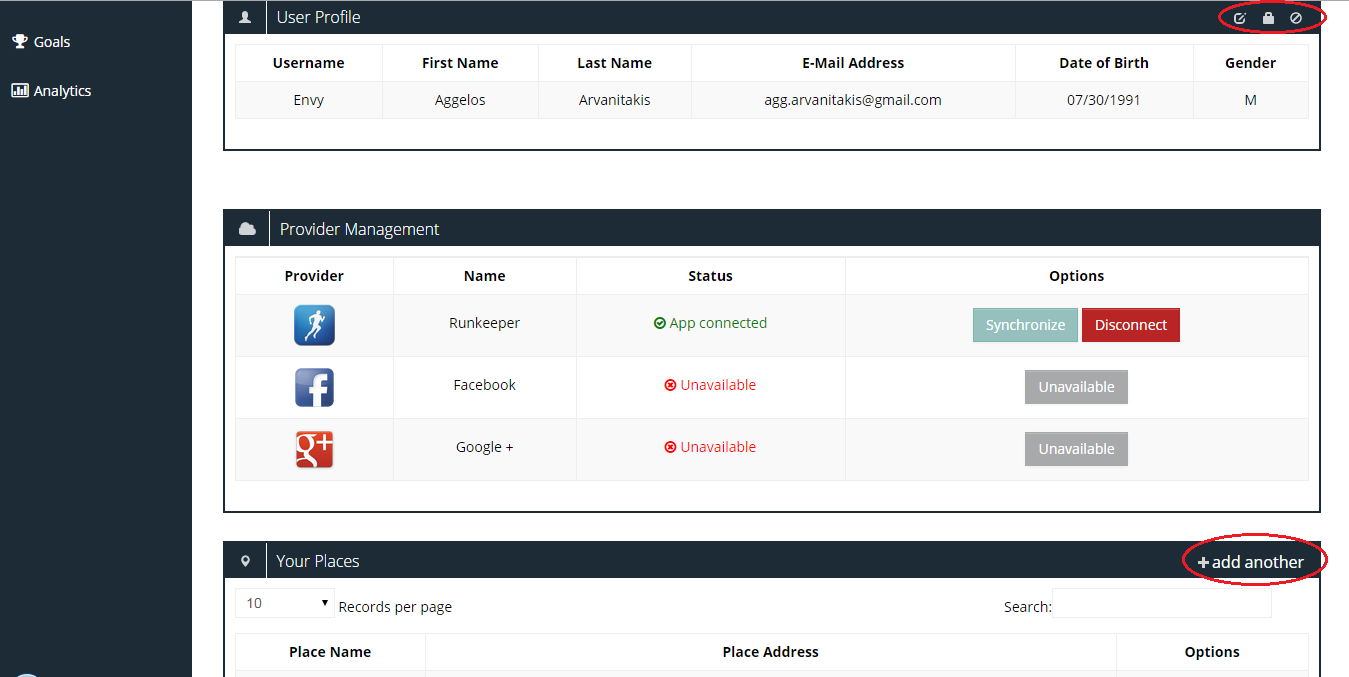 User Profile
Goals
Analytics
Username First Name Last Name E-Mail Address Date of Birth Gender
Envy Aggelos Arvanitakis agg.arvanitakis@gmail.com 07/30/1991 M
Provider Management
Provider Name Status Options
Runkeeper App connected Synchronize Disconnect
f Facebook Unavailable Unavailable
g+ Google + Unavailable Unavailable
Your Places +add another
10 Records per page Search:
Place Name Place Address Options